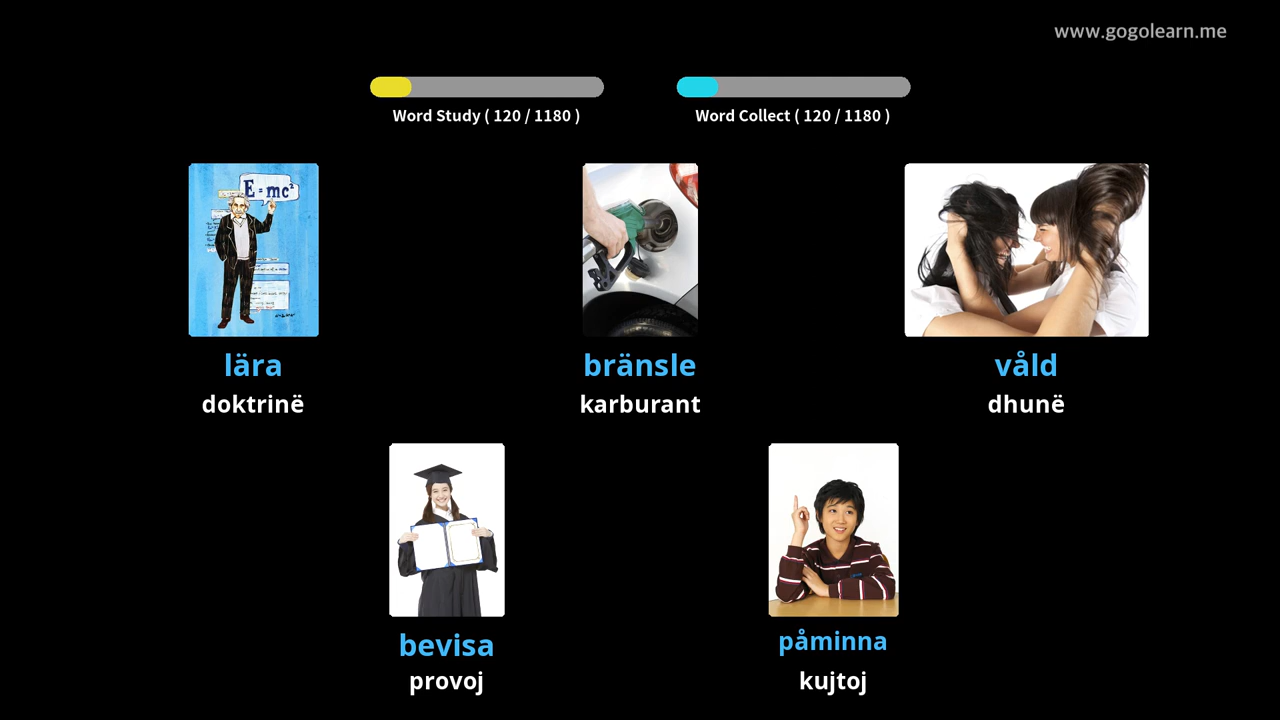 www.gogolearn.me
Word Study ( 120 / 1180 )
Word Collect ( 120 / 1180 )
E=mc²
lära
bränsle
våld
doktrinë
karburant
dhunë
bevisa
påminna
provoj
kujtoj